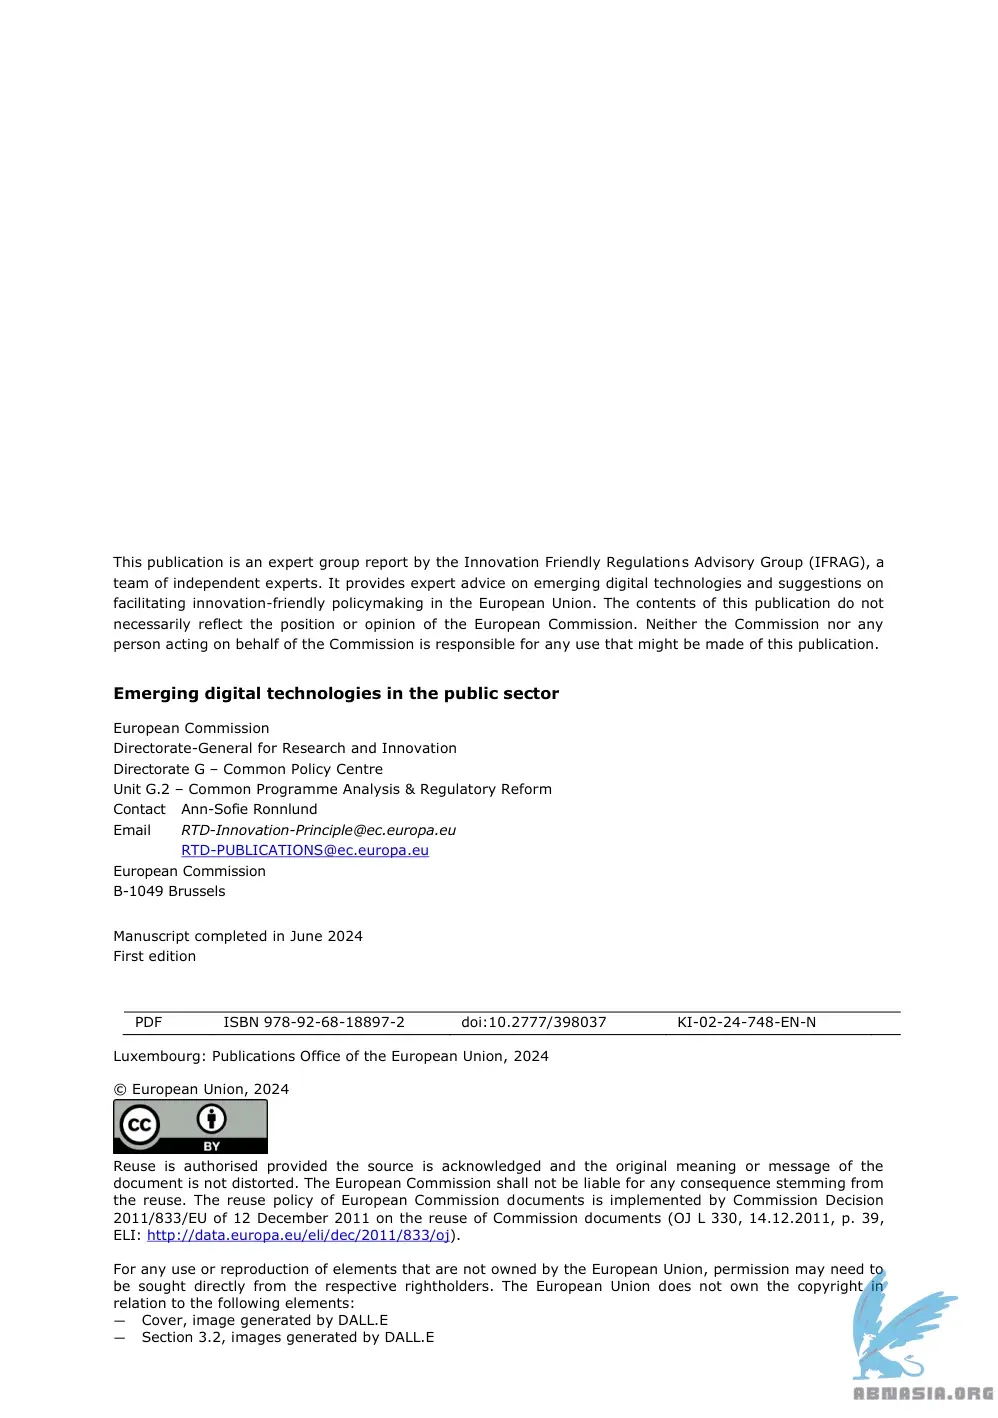 This publication is an expert group report by the Innovation Friendly Regulations Advisory Group (IFRAG), a
team of independent experts. It provides expert advice on emerging digital technologies and suggestions on
facilitating innovation-friendly policymaking in the European Union. The contents of this publication do not
necessarily reflect the position or opinion of the European Commission. Neither the Commission nor any
person acting on behalf of the Commission is responsible for any use that might be made of this publication.
Emerging digital technologies in the public sector
European Commission
Directorate-General for Research and Innovation
Directorate G – Common Policy Centre
Unit G.2 – Common Programme Analysis & Regulatory Reform
Contact Ann-Sofie Ronnlund
Email RTD-Innovation-Principle@ec.europa.eu
RTD-PUBLICATIONS@ec.europa.eu
European Commission
B-1049 Brussels
Manuscript completed in June 2024
First edition
PDF ISBN 978-92-68-18897-2 doi:10.2777/398037 KI-02-24-748-EN-N
Luxembourg: Publications Office of the European Union, 2024
© European Union, 2024
CC BY
Reuse is authorised provided the source is acknowledged and the original meaning or message of the
document is not distorted. The European Commission shall not be liable for any consequence stemming from
the reuse. The reuse policy of European Commission documents is implemented by Commission Decision
2011/833/EU of 12 December 2011 on the reuse of Commission documents (OJ L 330, 14.12.2011, p. 39,
ELI: http://data.europa.eu/eli/dec/2011/833/oj).
For any use or reproduction of elements that are not owned by the European Union, permission may need to
be sought directly from the respective rightholders. The European Union does not own the copyright in
relation to the following elements:
— Cover, image generated by DALL.E
— Section 3.2, images generated by DALL.E
ABNASIA.ORG